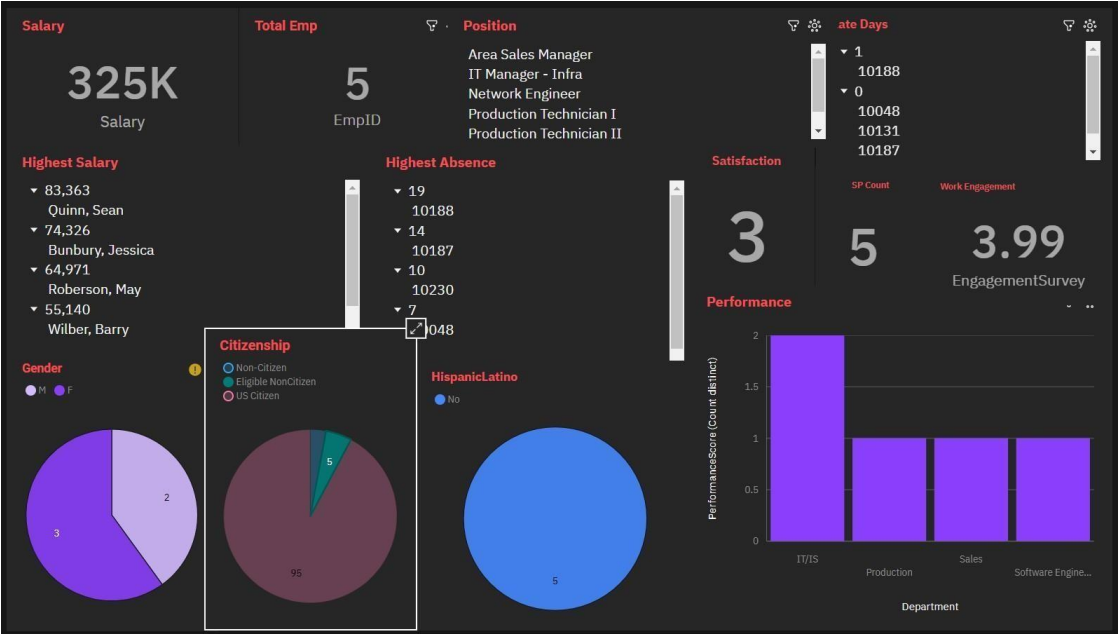 Salary
325K
Salary
Total Emp
5
EmpID
Position
Area Sales Manager
IT Manager - Infra
Network Engineer
Production Technician I
Production Technician II
ate Days
1
10188
0
10048
10131
10187
Highest Salary
83,363
Quinn, Sean
74,326
Bunbury, Jessica
64,971
Roberson, May
55,140
Wilber, Barry
Highest Absence
19
10188
14
10187
10
10230
7
0048
Satisfaction
3
SP Count
5
Work Engagement
3.99
EngagementSurvey
Gender
M F
2
3
Citizenship
Non-Citizen
Eligible NonCitizen
US Citizen
5
95
HispanicLatino
No
5
Performance
PerformanceScore (Count distinct)
2
1.5
1
0.5
0
IT/IS
Production
Sales
Software Engine...
Department